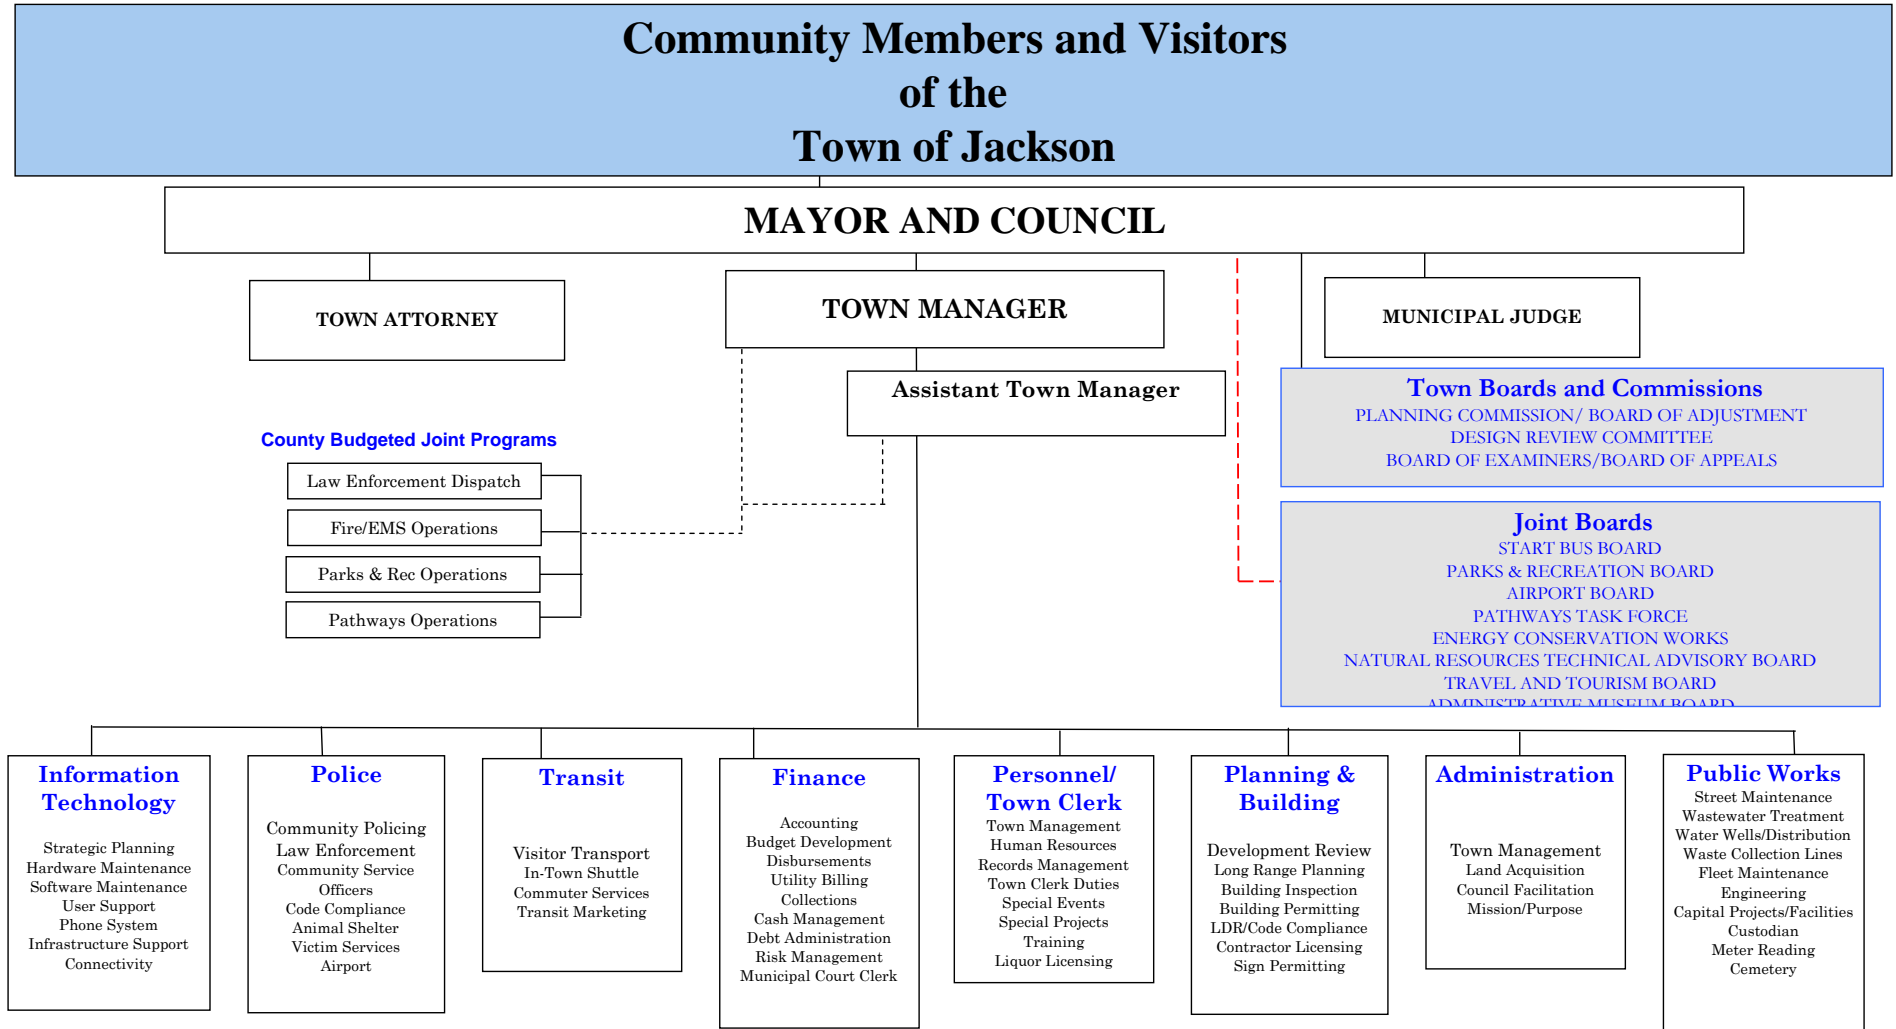 Community Members and Visitors
of the
Town of Jackson
MAYOR AND COUNCIL
TOWN ATTORNEY
TOWN MANAGER
MUNICIPAL JUDGE
Assistant Town Manager
Town Boards and Commissions
PLANNING COMMISSION/ BOARD OF ADJUSTMENT
DESIGN REVIEW COMMITTEE
BOARD OF EXAMINERS/BOARD OF APPEALS
County Budgeted Joint Programs
Law Enforcement Dispatch
Fire/EMS Operations
Parks & Rec Operations
Pathways Operations
Joint Boards
START BUS BOARD
PARKS & RECREATION BOARD
AIRPORT BOARD
PATHWAYS TASK FORCE
ENERGY CONSERVATION WORKS
NATURAL RESOURCES TECHNICAL ADVISORY BOARD
TRAVEL AND TOURISM BOARD
ADMINISTRATIVE MUSEUM BOARD
Information
Technology
Strategic Planning
Hardware Maintenance
Software Maintenance
User Support
Phone System
Infrastructure Support
Connectivity
Police
Community Policing
Law Enforcement
Community Service
Officers
Code Compliance
Animal Shelter
Victim Services
Airport
Transit
Visitor Transport
In-Town Shuttle
Commuter Services
Transit Marketing
Finance
Accounting
Budget Development
Disbursements
Utility Billing
Collections
Cash Management
Debt Administration
Risk Management
Municipal Court Clerk
Personnel/
Town Clerk
Town Management
Human Resources
Records Management
Town Clerk Duties
Special Events
Special Projects
Training
Liquor Licensing
Planning &
Building
Development Review
Long Range Planning
Building Inspection
Building Permitting
LDR/Code Compliance
Contractor Licensing
Sign Permitting
Administration
Town Management
Land Acquisition
Council Facilitation
Mission/Purpose
Public Works
Street Maintenance
Wastewater Treatment
Water Wells/Distribution
Waste Collection Lines
Fleet Maintenance
Engineering
Capital Projects/Facilities
Custodian
Meter Reading
Cemetery